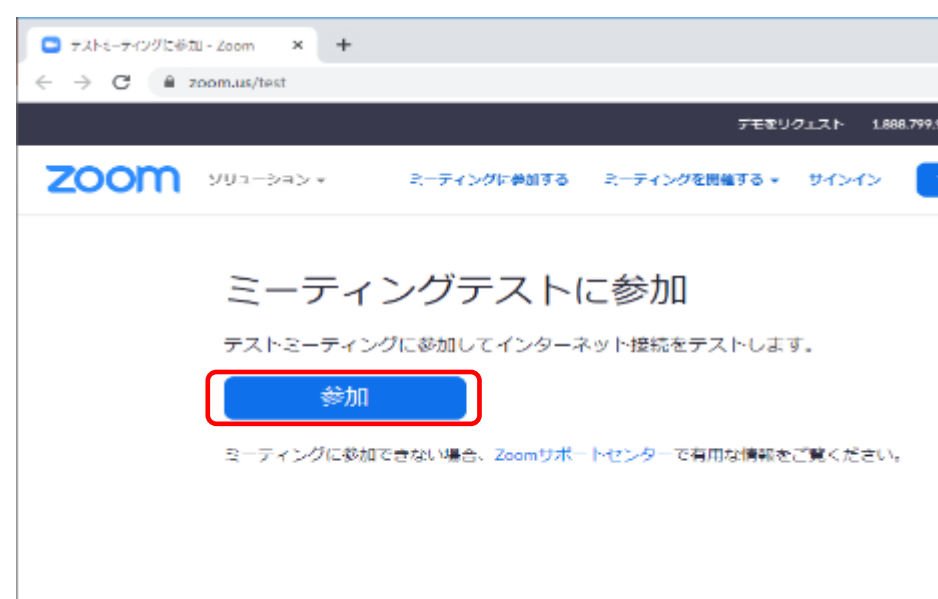 テストミーティングに参加 - Zoom
zoom.us/test
デモをリクエスト 1.888.799.
zoom ソリューション ミーティングに参加する ミーティングを開催する サインイン
ミーティングテストに参加
テストミーティングに参加してインターネット接続をテストします。
参加
ミーティングに参加できない場合、Zoomサポートセンターで有用な情報をご覧ください。